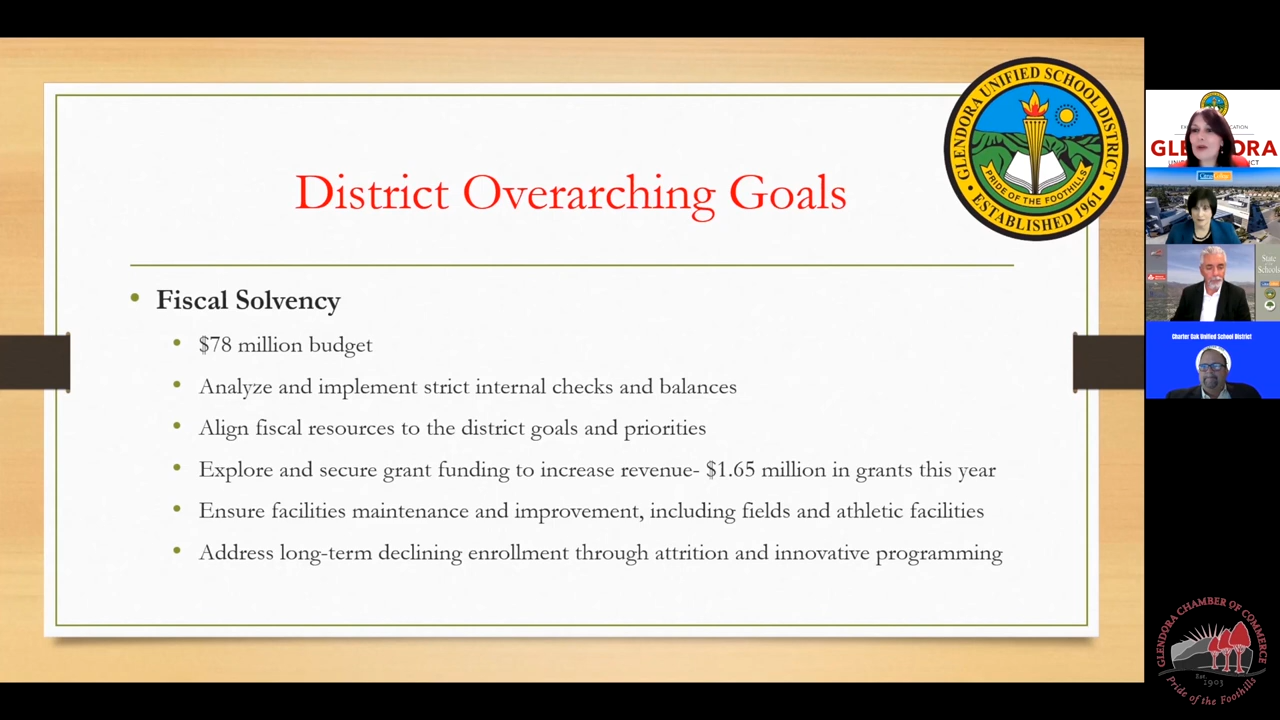 District Overarching Goals
Fiscal Solvency
$78 million budget
Analyze and implement strict internal checks and balances
Align fiscal resources to the district goals and priorities
Explore and secure grant funding to increase revenue- $1.65 million in grants this year
Ensure facilities maintenance and improvement, including fields and athletic facilities
Address long-term declining enrollment through attrition and innovative programming
GLENDORA UNIFIED SCHOOL DISTRICT
PRIDE OF THE FOOTHILLS
ESTABLISHED 1961
State
Schools
Charter Oak Unified School District
GLENDORA CHAMBER OF COMMERCE
Est.
1903
Pride of the Foothills